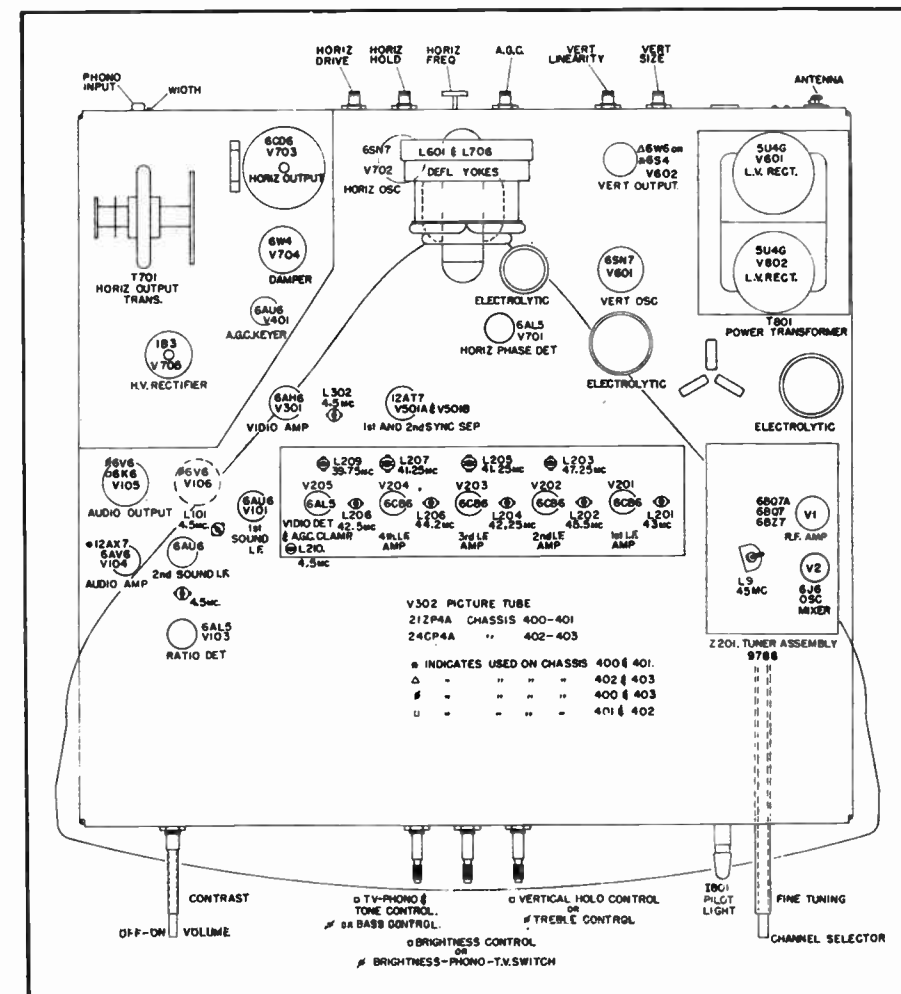 HORIZ
DRIVE
HORIZ
HOLD
HORIZ
FREQ
A.G.C.
VERT
LINEARITY
VERT
SIZE
PHONO
INPUT
WIDTH
ANTENNA
6CD6
V703
HORIZ OUTPUT
6SN7
V702
HORIZ OSC
L601 & L706
DEFL YOKES
△6W6 OR
*6S4
V602
VERT OUTPUT
5U4G
V601
L.V. RECT.
5U4G
V802
L.V.RECT.
T801
POWER TRANSFORMER
T701
HORIZ OUTPUT
TRANS.
6W4
V704
DAMPER
6AU6
V401
A.G.C.KEYER
1B3
V706
H.V. RECTIFIER
ELECTROLYTIC
6SN7
V601
VERT OSC
6AL5
V701
HORIZ PHASE DET
ELECTROLYTIC
ELECTROLYTIC
6AH6
V301
VIDIO AMP
L302
4.5MC
12AT7
V501A & V501B
1st AND 2nd SYNC SEP
L209
39.75MC
L207
41.25MC
L205
41.25MC
L203
47.25MC
V205
6AL5
VIDIO DET
& A.G.C. CLAMP
L210.
4.5MC
L206
42.5MC
V204
6CB6
4th I.F.
AMP
L206
44.2MC
V203
6CB6
3rd I.F.
AMP
L204
42.25MC
V202
6CB6
2nd I.F.
AMP
L202
45.5MC
V201
6CB6
1st I.F.
AMP
L201
43MC
6V6
□6K6
V105
AUDIO OUTPUT
6V6
V106
L101
4.5MC.
6AU6
V101
1st
SOUND
I.F.
*12AX7
6AV6
V104
AUDIO AMP
6AU6
2nd SOUND I.F.
4.5MC.
6AL5
V103
RATIO DET
6BQ7A
6BQ7
6BZ7
V1
R.F. AMP
L9
45MC
V2
6J6
OSC
MIXER
Z201. TUNER ASSEMBLY
9786
V302 PICTURE TUBE
21ZP4A CHASSIS 400-401
24CP4A " 402-403
* INDICATES USED ON CHASSIS 400 & 401.
△ " " " " 402 & 403
" " " " 400 & 403
□ " " " " 401 & 402
CONTRAST
OFF-ON VOLUME
□ TV-PHONO &
TONE CONTROL.
OR BASS CONTROL.
□ BRIGHTNESS CONTROL
OR
BRIGHTNESS-PHONO-T.V. SWITCH
□ VERTICAL HOLD CONTROL
OR
TREBLE CONTROL
I801
PILOT
LIGHT
FINE TUNING
CHANNEL SELECTOR